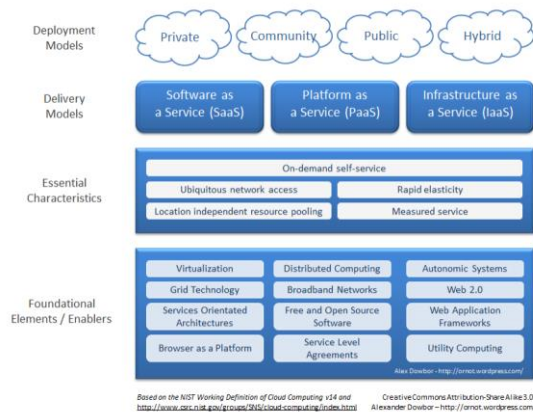 Deployment
Models
Private
Community
Public
Hybrid
Delivery
Models
Software as
a Service (SaaS)
Platform as
a Service (PaaS)
Infrastructure as
a Service (IaaS)
Essential
Characteristics
On-demand self-service
Ubiquitous network access
Rapid elasticity
Location independent resource pooling
Measured service
Foundational
Elements / Enablers
Virtualization
Distributed Computing
Autonomic Systems
Grid Technology
Broadband Networks
Web 2.0
Services Orientated
Architectures
Free and Open Source
Software
Web Application
Frameworks
Browser as a Platform
Service Level
Agreements
Utility Computing
Alex Dowbor - http://ornot.wordpress.com/
Based on the NIST Working Definition of Cloud Computing v14 and
http://www.csrc.nist.gov/groups/SNS/cloud-computing/index.html
Creative Commons Attribution-Share Alike 3.0
Alexander Dowbor – http://ornot.wordpress.com